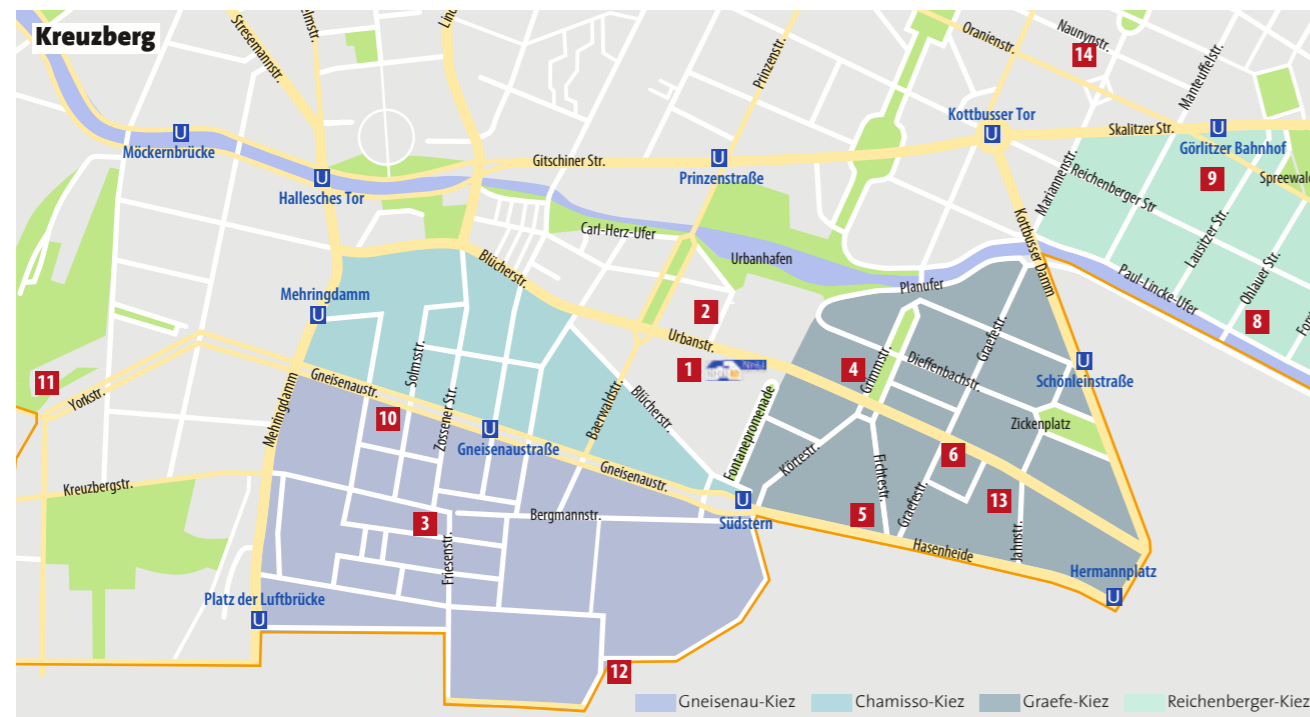 Kreuzberg
Stresemannstr.
Prinzenstr.
Oranienstr.
Naunynstr.
14
Manteuffelstr.
U
Möckernbrücke
U
Hallesches Tor
Gitschiner Str.
U
Prinzenstraße
Kottbusser Tor
U
Skalitzer Str.
U
Görlitzer Bahnhof
9
Mariannenstr.
Reichenberger Str
Lausitzer Str.
Ohlauer Str.
8
Paul-Lincke-Ufer
Kottbusser Damm
Carl-Herz-Ufer
Urbanhafen
Planufer
Blücherstr.
Mehringdamm
U
2
Urbanstr.
1
4
Grimmstr.
Dieffenbachstr.
Graefestr.
U
Schönleinstraße
Zickenplatz
11
Yorkstr.
Mehringdamm
Gneisenaustr.
Solmsstr.
10
Zossener Str.
U
Gneisenaustraße
Baerwaldstr.
Blücherstr.
Fontanepromenade
Körtestr.
Fichtestr.
6
Graefestr.
13
Jahnstr.
Gneisenaustr.
U
Südstern
5
Hasenheide
Kreuzbergstr.
3
Bergmannstr.
Friesenstr.
Hermannplatz
U
Platz der Luftbrücke
U
12
Gneisenau-Kiez
Chamisso-Kiez
Graefe-Kiez
Reichenberger-Kiez